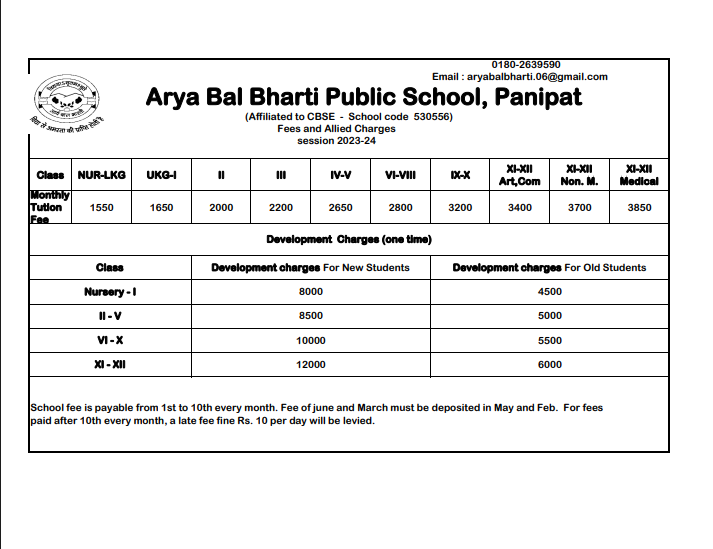 0180-2639590
Email : aryabalbharti.06@gmail.com
Arya Bal Bharti Public School, Panipat
(Affiliated to CBSE - School code 530556)
Fees and Allied Charges
session 2023-24
विद्या से अमरता की प्राप्ति होती है
Class NUR-LKG UKG-I II III IV-V VI-VIII IX-X XI-XII Art,Com XI-XII Non. M. XI-XII Medical
Monthly Tution Fee 1550 1650 2000 2200 2650 2800 3200 3400 3700 3850
Development Charges (one time)
Class Development charges For New Students Development charges For Old Students
Nursery - I 8000 4500
II - V 8500 5000
VI - X 10000 5500
XI - XII 12000 6000
School fee is payable from 1st to 10th every month. Fee of june and March must be deposited in May and Feb. For fees
paid after 10th every month, a late fee fine Rs. 10 per day will be levied.